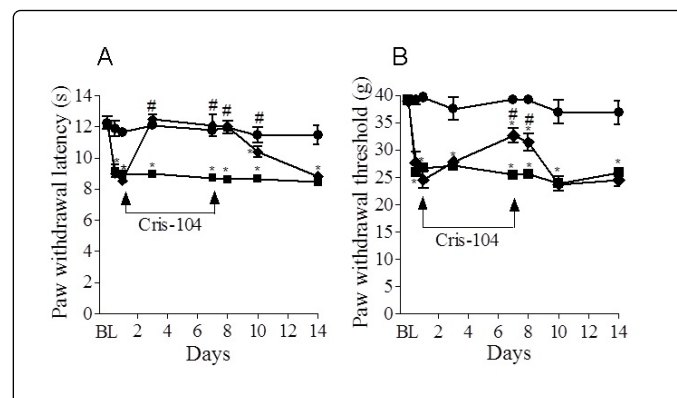 A
Paw withdrawal latency (s)
14
12
10
8
6
4
2
0
# # # #
* * * * * * * *
Cris-104
BL 2 4 6 8 10 12 14
Days
B
Paw withdrawal threshold (g)
40
35
30
25
20
15
10
5
0
# #
* * * * * * * *
Cris-104
BL 2 4 6 8 10 12 14
Days